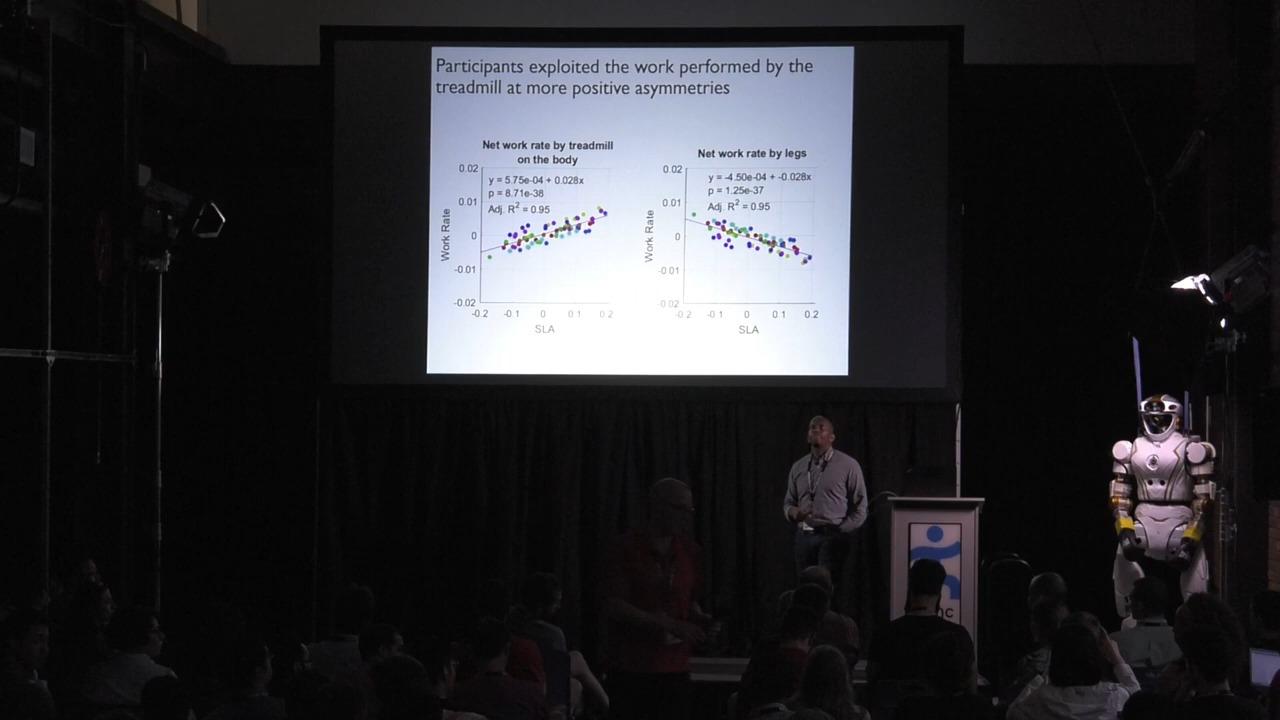 Participants exploited the work performed by the
treadmill at more positive asymmetries
Net work rate by treadmill
on the body
y = 5.75e-04 + 0.028x
p = 8.71e-38
Adj. R² = 0.95
Work Rate
0.02
0.01
0
-0.01
-0.02
-0.2 -0.1 0 0.1 0.2
SLA
Net work rate by legs
y = -4.50e-04 + -0.028x
p = 1.25e-37
Adj. R² = 0.95
Work Rate
0.02
0.01
0
-0.01
-0.02
-0.2 -0.1 0 0.1 0.2
SLA